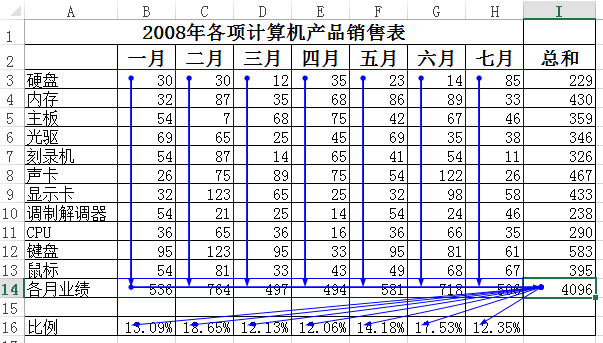 A B C D E F G H I
1 2008年各项计算机产品销售表
2 一月 二月 三月 四月 五月 六月 七月 总和
3 硬盘 30 30 12 35 23 14 85 229
4 内存 32 87 35 68 86 89 33 430
5 主板 54 7 68 75 42 67 46 359
6 光驱 69 65 25 45 69 35 38 346
7 刻录机 54 87 14 65 41 54 11 326
8 声卡 26 75 89 75 54 122 26 467
9 显示卡 32 123 65 25 32 98 58 433
10 调制解调器 54 21 25 14 54 24 46 238
11 CPU 36 65 36 16 36 66 35 290
12 键盘 95 123 95 33 95 81 61 583
13 鼠标 54 81 33 43 49 68 67 395
14 各月业绩 536 764 497 494 581 718 506 4096
15
16 比例 13.09% 18.65% 12.13% 12.06% 14.18% 17.53% 12.35%